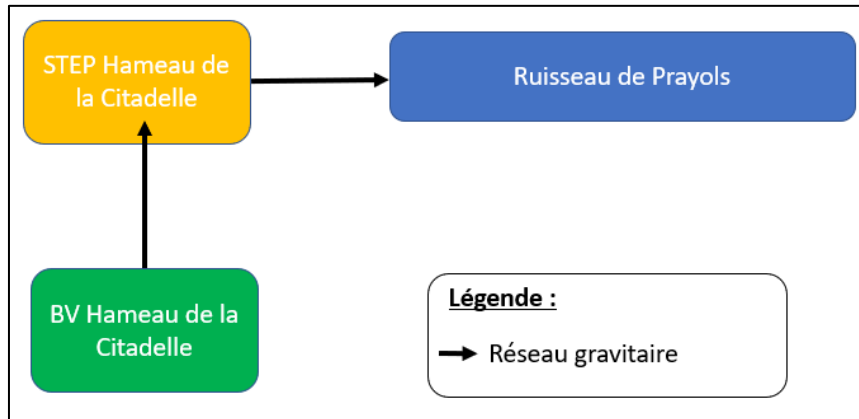 STEP Hameau de
la Citadelle
Ruisseau de Prayols
BV Hameau de la
Citadelle
Légende :
Réseau gravitaire